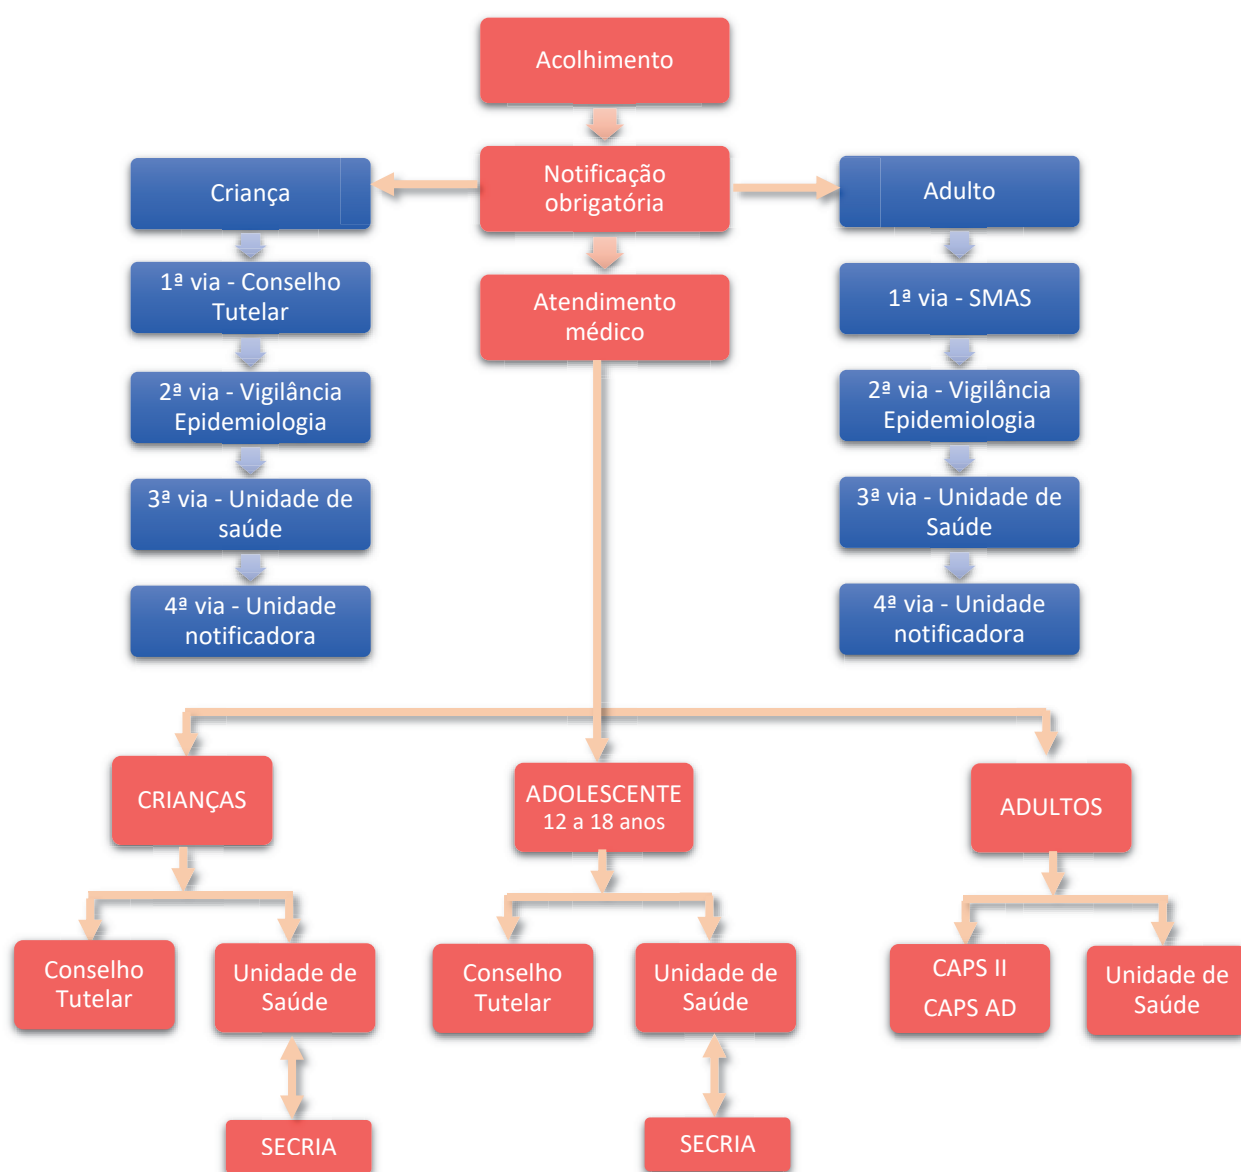 Acolhimento
Notificação
obrigatória
Criança
Adulto
1ª via - Conselho
Tutelar
Atendimento
médico
1ª via - SMAS
2ª via - Vigilância
Epidemiologia
2ª via - Vigilância
Epidemiologia
3ª via - Unidade de
saúde
3ª via - Unidade de
Saúde
4ª via - Unidade
notificadora
4ª via - Unidade
notificadora
CRIANÇAS
ADOLESCENTE
12 a 18 anos
ADULTOS
Conselho
Tutelar
Unidade de
Saúde
Conselho
Tutelar
Unidade de
Saúde
CAPS II
CAPS AD
Unidade de
Saúde
SECRIA
SECRIA